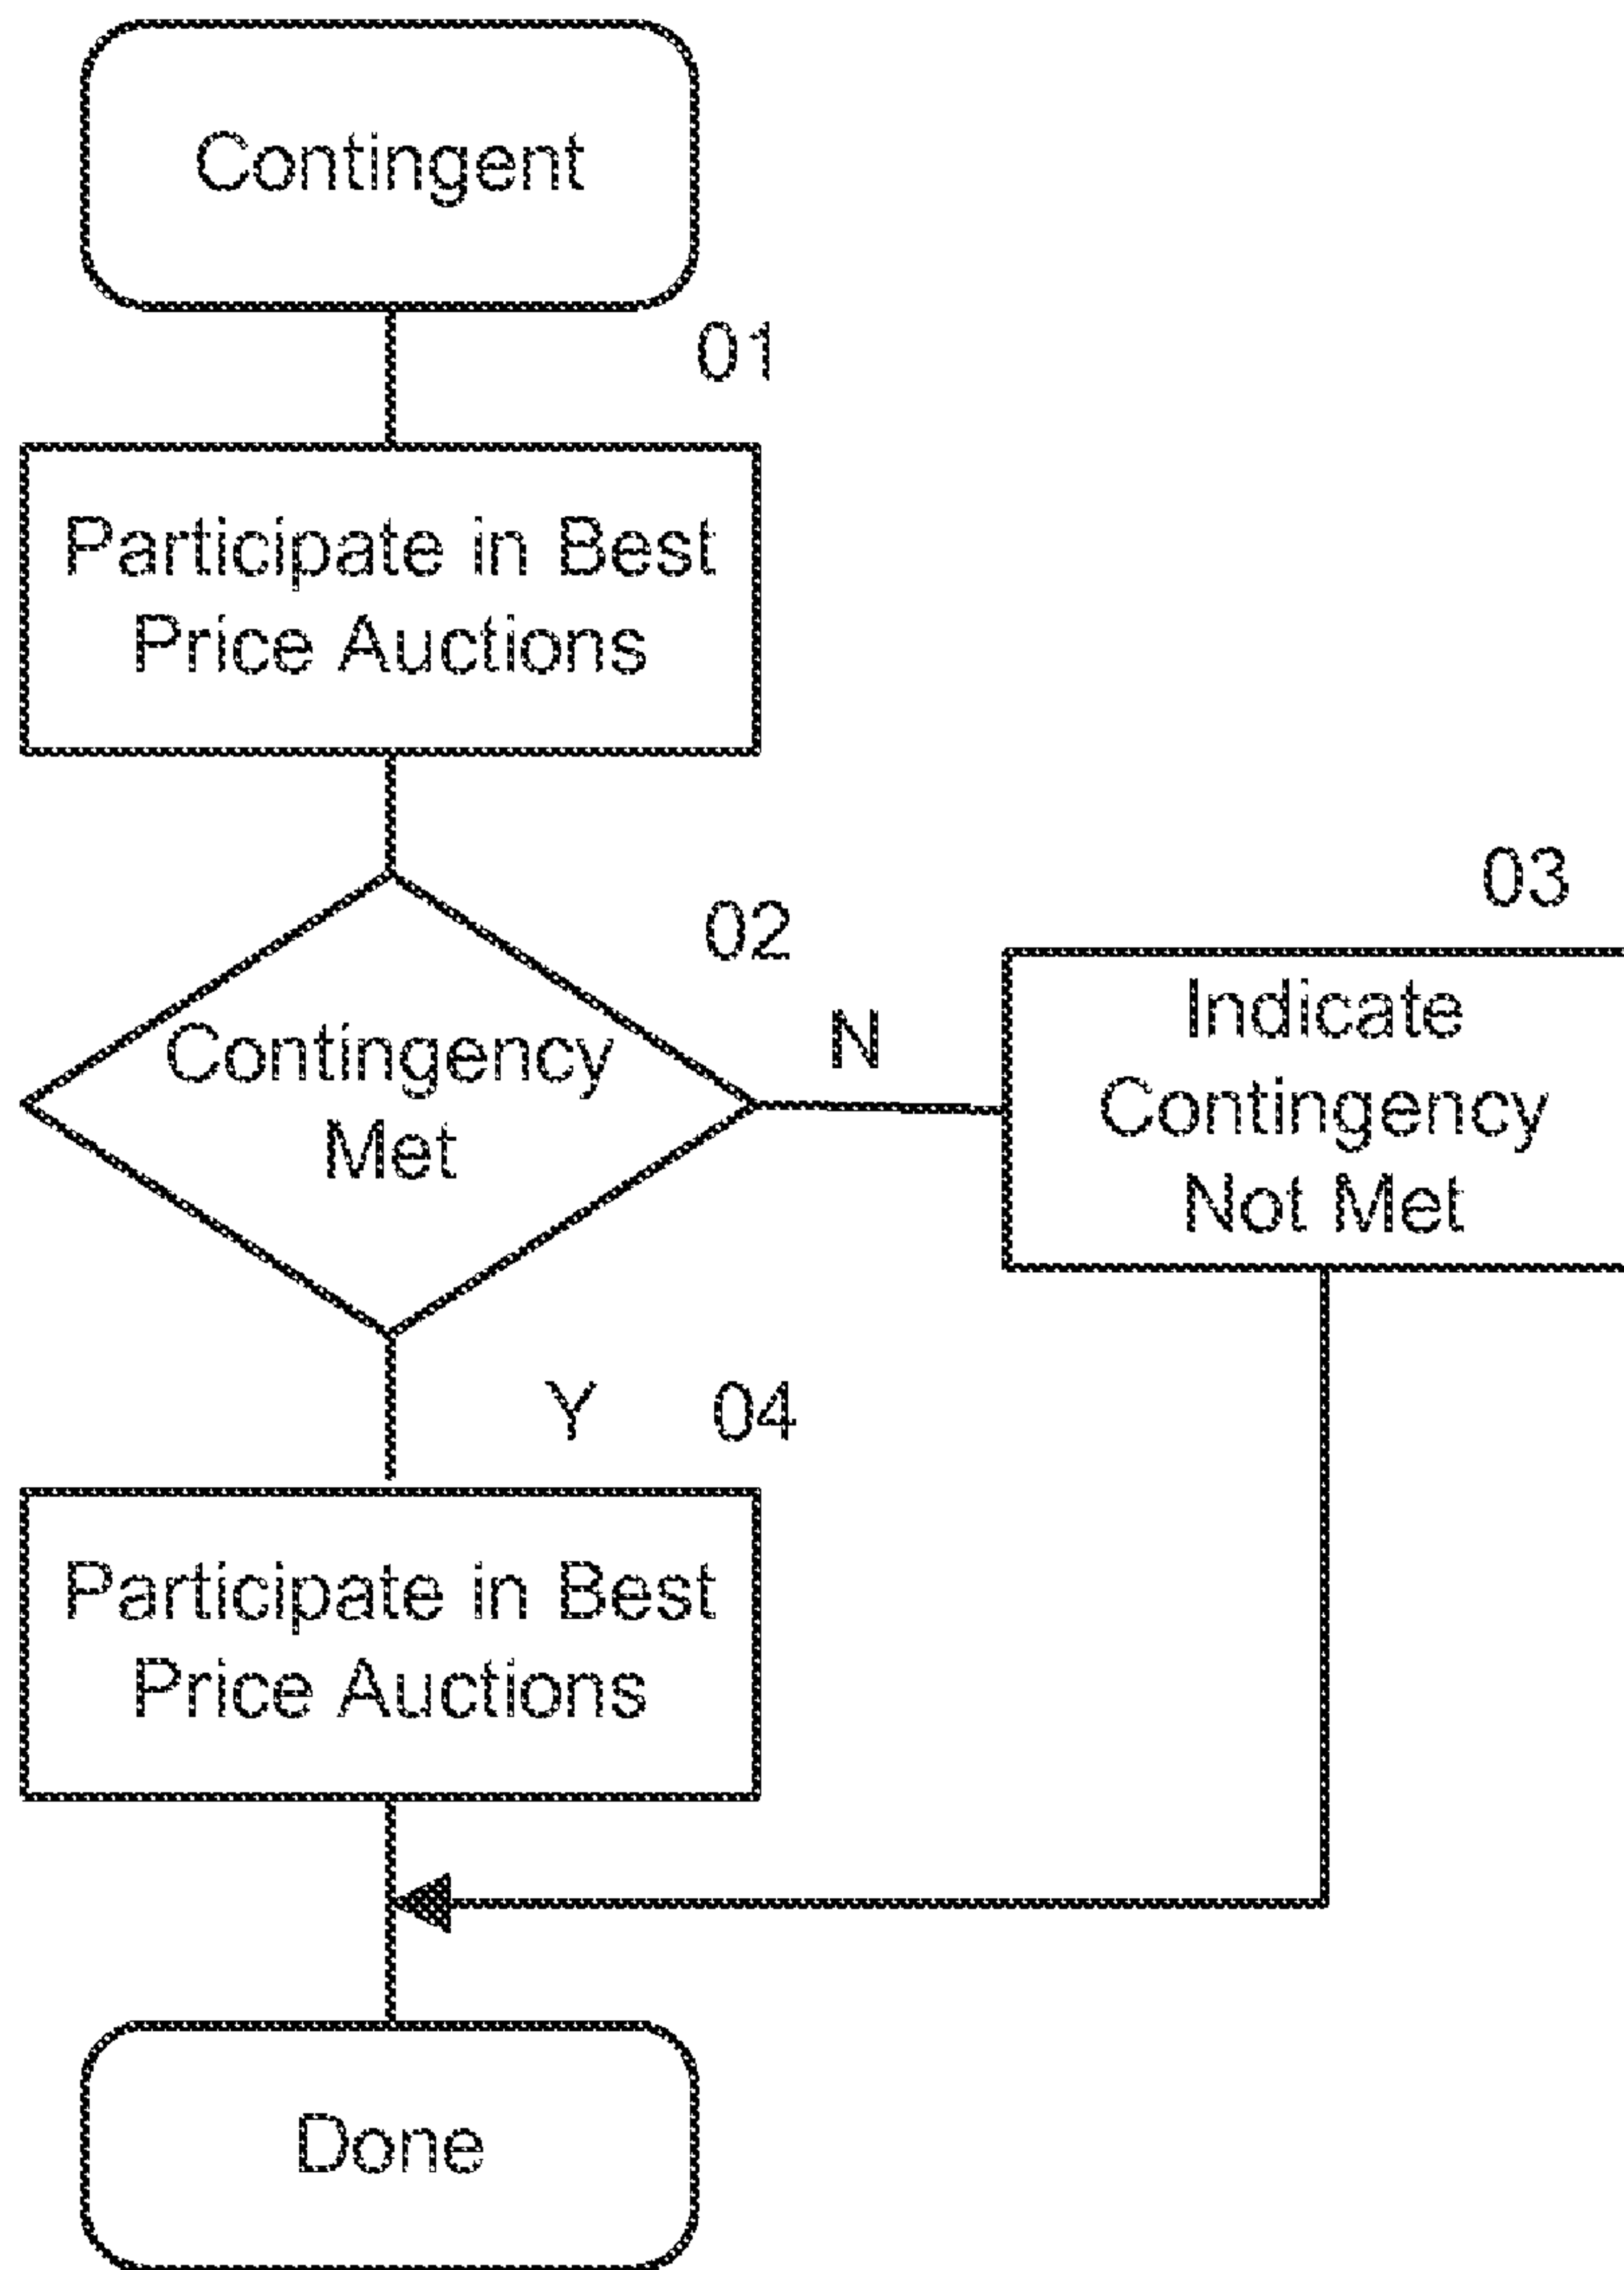 Contingent
01
Participate in Best
Price Auctions
02
Contingency
Met
N
03
Indicate
Contingency
Not Met
Y
04
Participate in Best
Price Auctions
Done